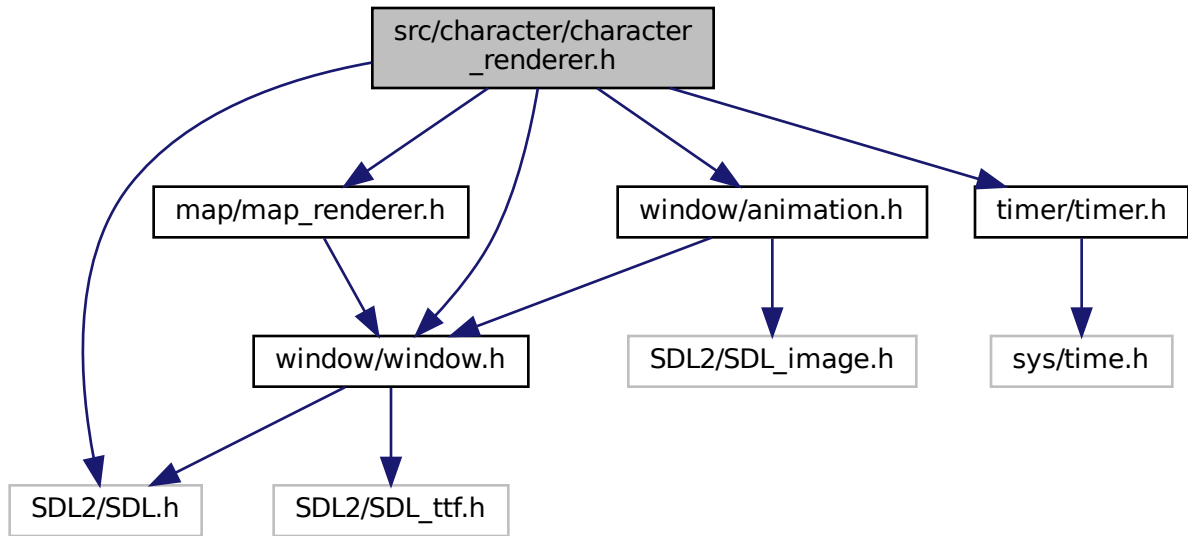 src/character/character
_renderer.h
map/map_renderer.h
window/animation.h
timer/timer.h
window/window.h
SDL2/SDL_image.h
sys/time.h
SDL2/SDL.h
SDL2/SDL_ttf.h